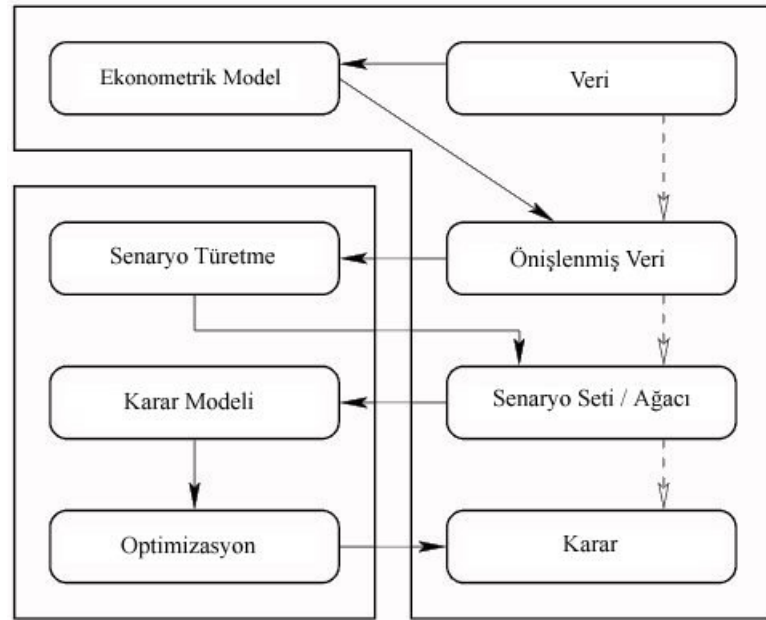 Ekonometrik Model
Veri
Senaryo Türetme
Önişlenmiş Veri
Karar Modeli
Senaryo Seti / Ağacı
Optimizasyon
Karar